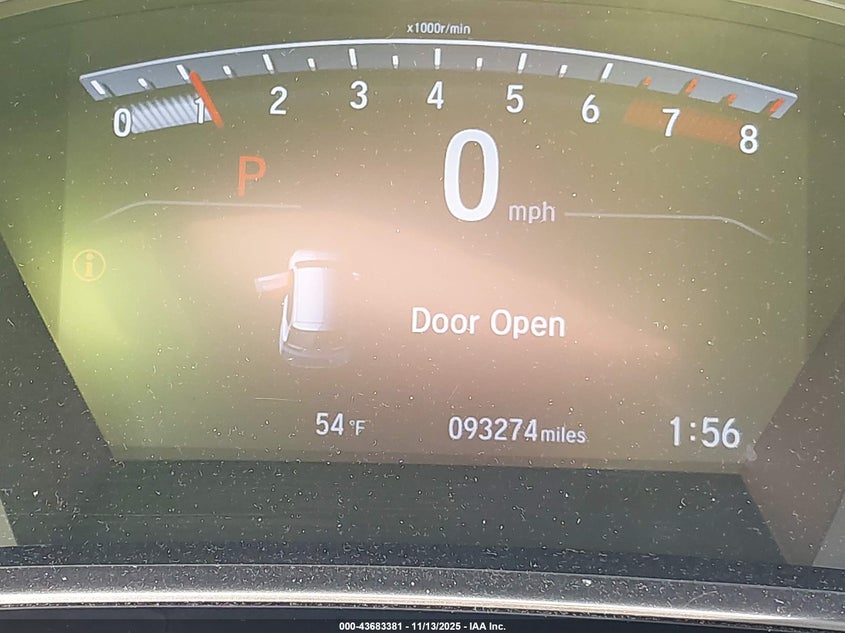 x1000r/min
0 1 2 3 4 5 6 7 8
P
0 mph
i
Door Open
54 °F 093274 miles 1:56
000-43683381 - 11/13/2025 - IAA Inc.